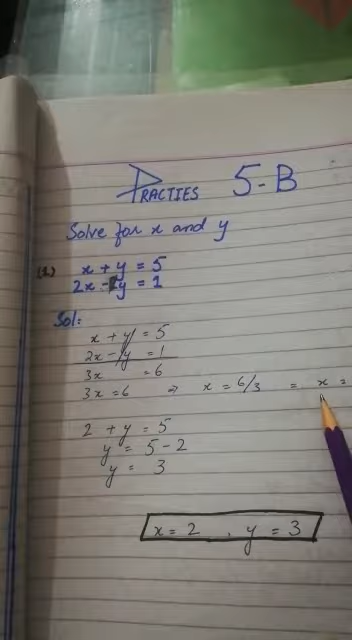 PRACTIES 5-B
Solve for x and y
(1) x + y = 5
2x - y = 1
Sol:
x + y = 5
2x - y = 1
3x = 6
3x = 6 ⇒ x = 6/3 = x =
2 + y = 5
y = 5 - 2
y = 3
x = 2 , y = 3